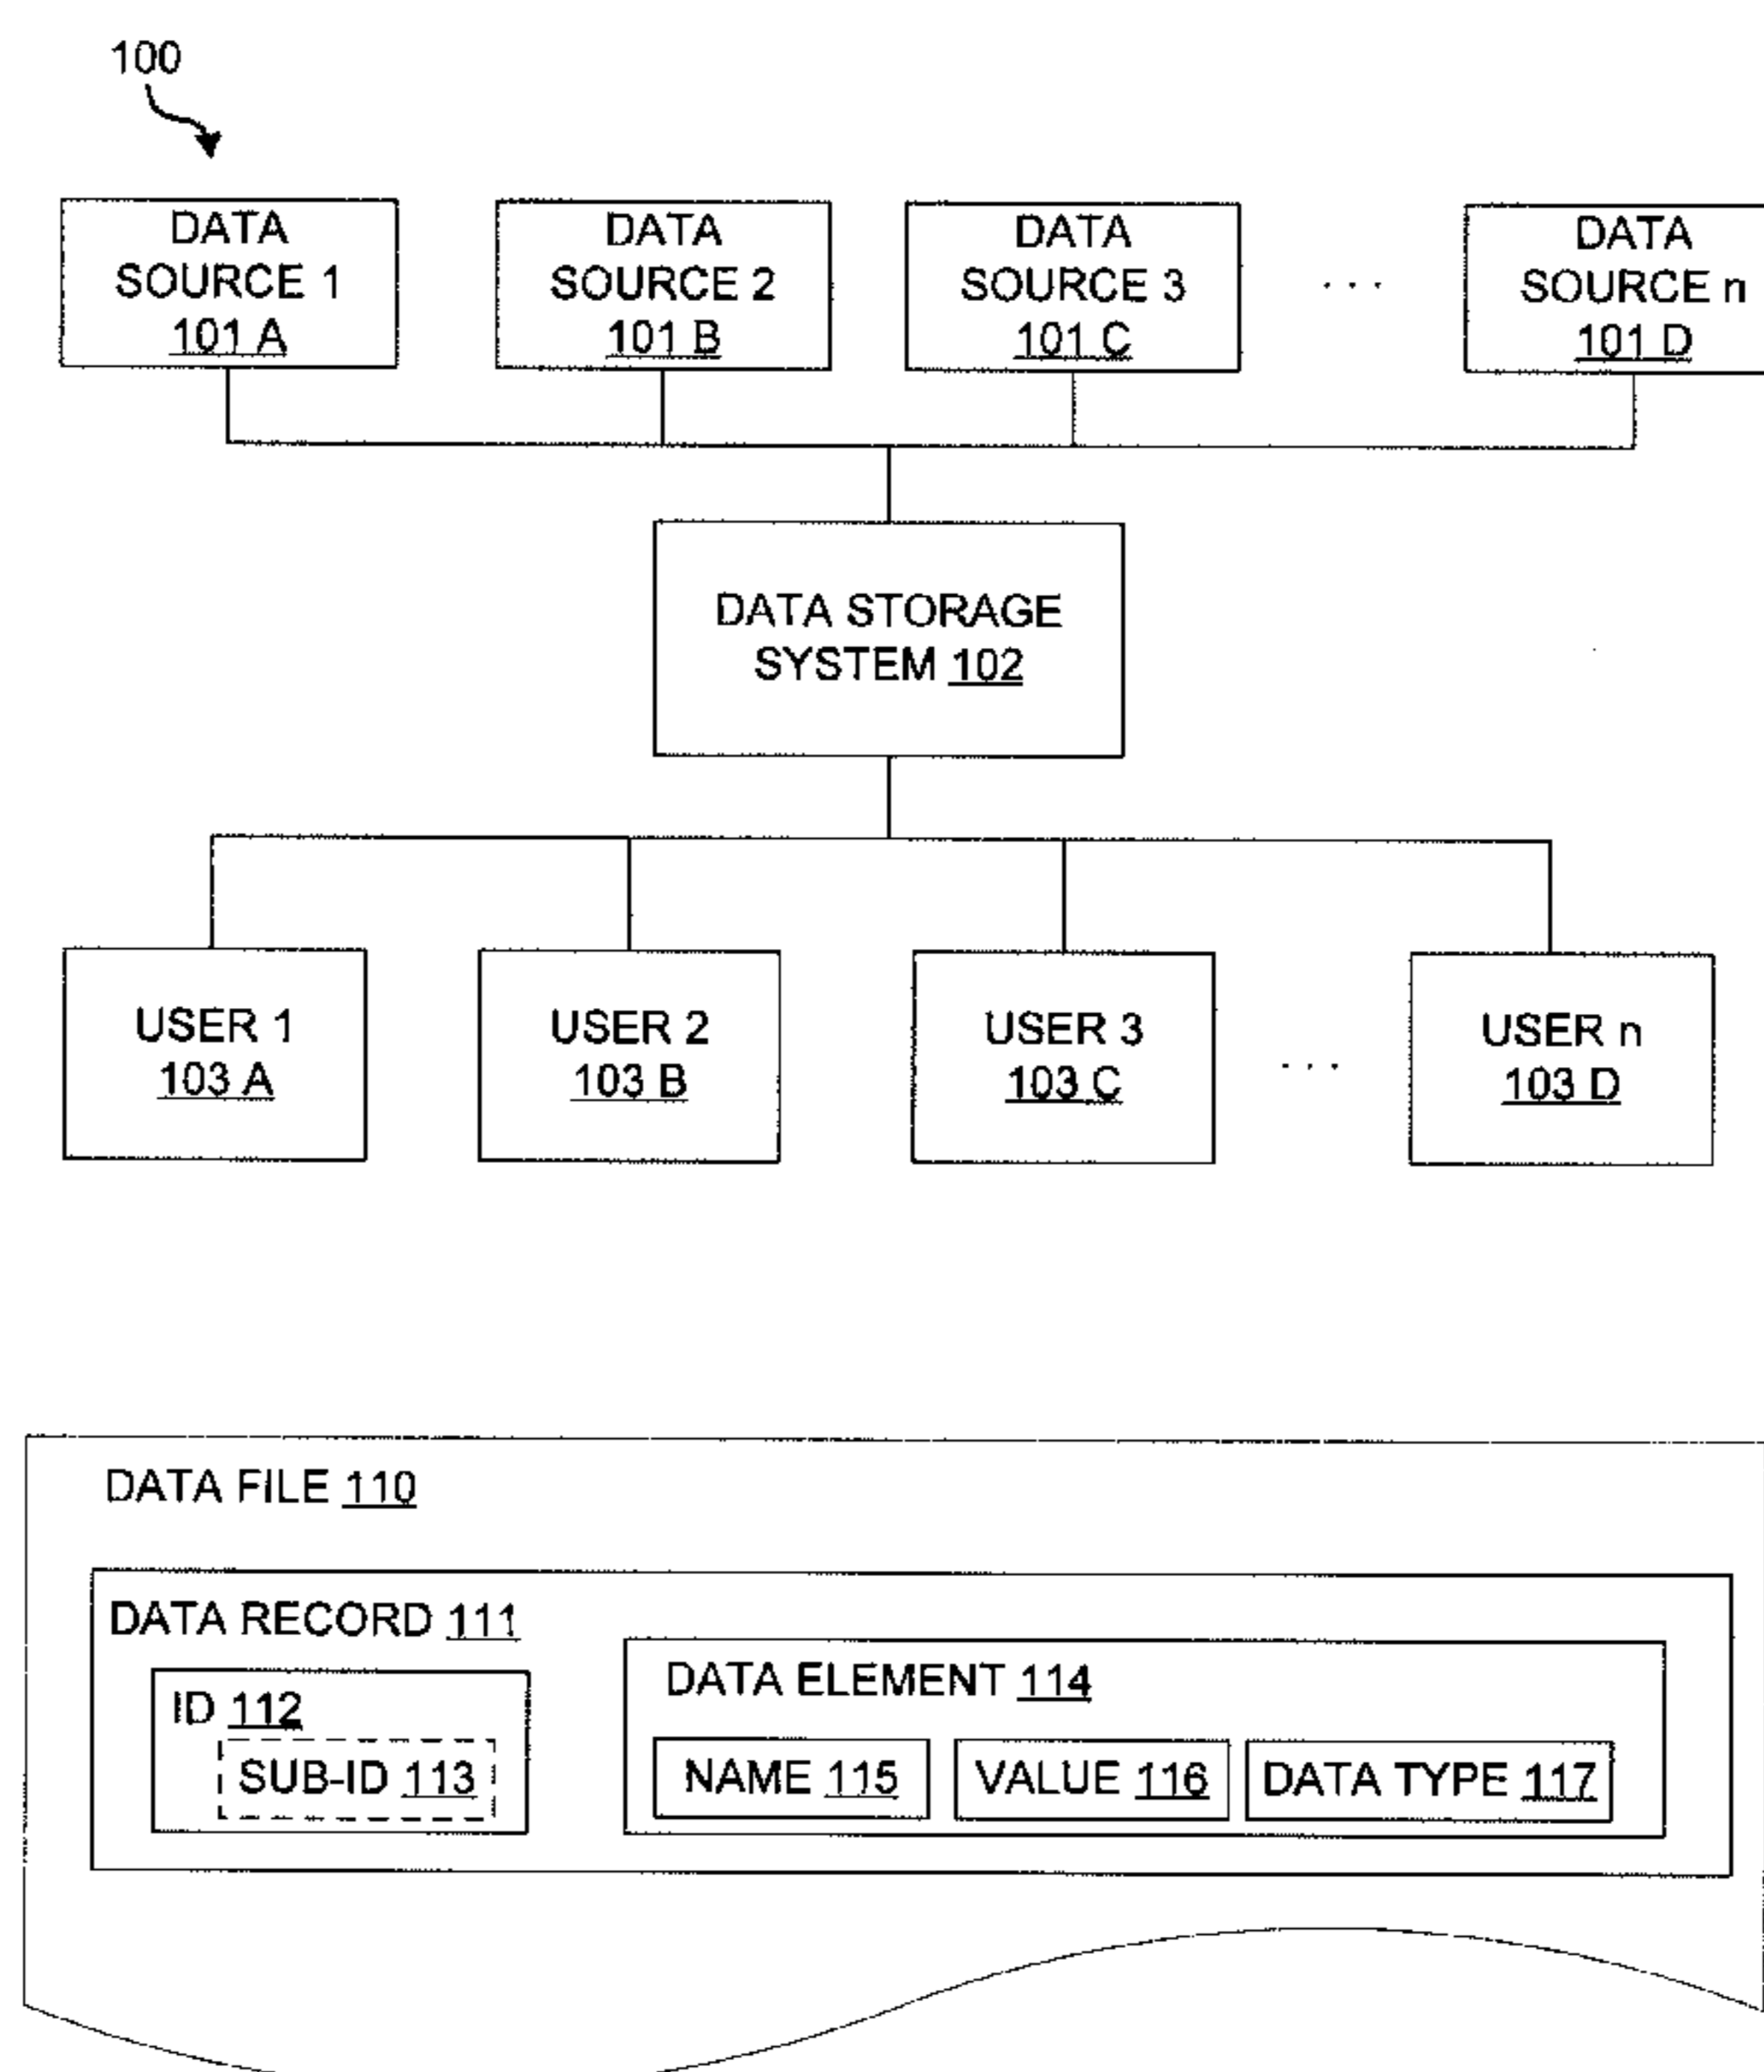 100
DATA
SOURCE 1
101 A
DATA
SOURCE 2
101 B
DATA
SOURCE 3
101 C
. . .
DATA
SOURCE n
101 D
DATA STORAGE
SYSTEM 102
USER 1
103 A
USER 2
103 B
USER 3
103 C
. . .
USER n
103 D
DATA FILE 110
DATA RECORD 111
ID 112
SUB-ID 113
DATA ELEMENT 114
NAME 115
VALUE 116
DATA TYPE 117